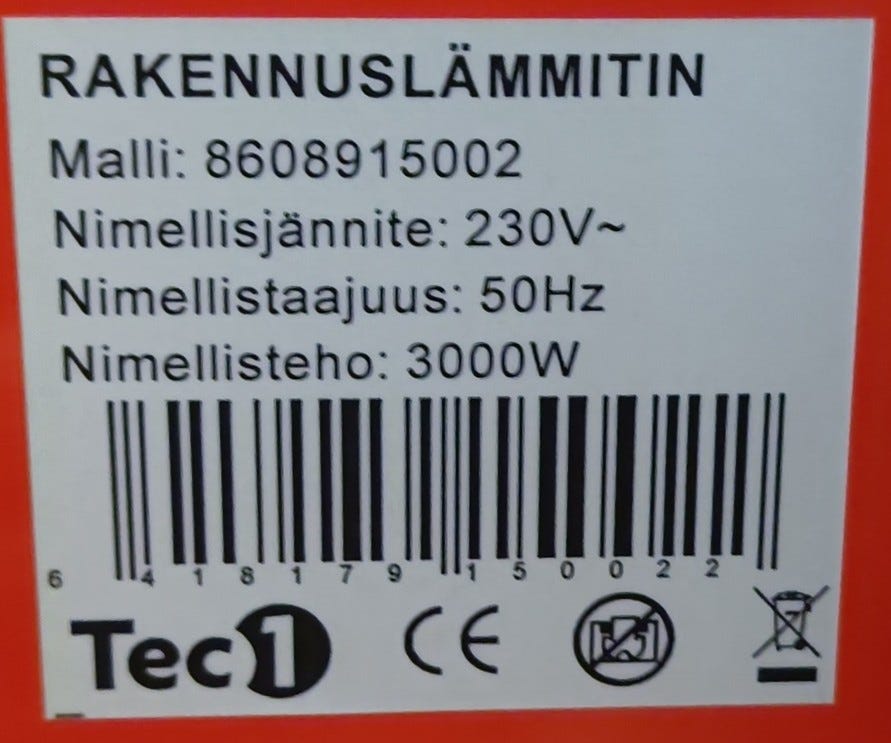 RAKENNUSLÄMMITIN
Malli: 8608915002
Nimellisjännite: 230V~
Nimellistaajuus: 50Hz
Nimellisteho: 3000W
6 418179 150022
Tec1 CE